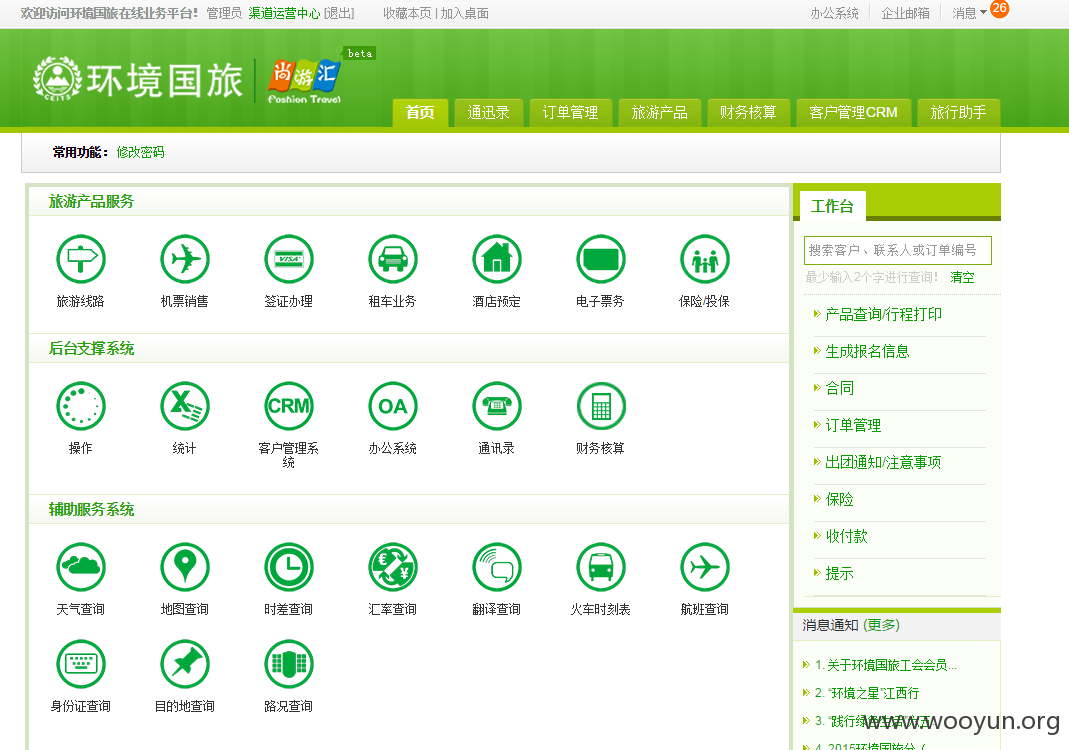 欢迎访问环境国旅在线业务平台! 管理员 渠道运营中心 [退出] 收藏本页 | 加入桌面 办公系统 企业邮箱 消息 26
CEITS 环境国旅 尚游汇 Fashion Travel beta
首页 通迅录 订单管理 旅游产品 财务核算 客户管理CRM 旅行助手
常用功能: 修改密码
旅游产品服务
VISA
旅游线路 机票销售 签证办理 租车业务 酒店预定 电子票务 保险/投保
后台支撑系统
X CRM OA
操作 统计 客户管理系统 办公系统 通讯录 财务核算
辅助服务系统
€ ¥
天气查询 地图查询 时差查询 汇率查询 翻译查询 火车时刻表 航班查询
身份证查询 目的地查询 路况查询
工作台
搜索客户、联系人或订单编号
最少输入2个字进行查询! 清空
产品查询/行程打印
生成报名信息
合同
订单管理
出团通知/注意事项
保险
收付款
提示
消息通知 (更多)
1. 关于环境国旅工会会员...
2. “环境之星”江西行
3. “践行绿色生活”
4. 2015环境国旅分
www.wooyun.org